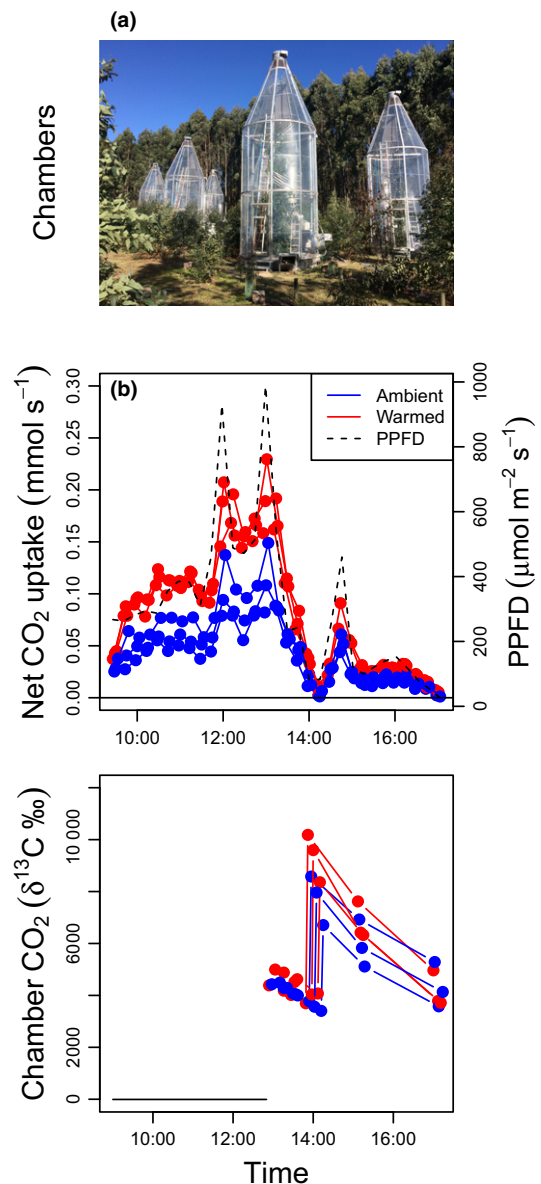 (a)
Chambers
(b)
Net CO₂ uptake (mmol s⁻¹)
0.30
0.25
0.20
0.15
0.10
0.05
0.00
Ambient
Warmed
PPFD
1000
800
600
400
200
0
PPFD (μmol m⁻² s⁻¹)
10:00 12:00 14:00 16:00
Chamber CO₂ (δ¹³C ‰)
10 000
6000
2000
0
10:00 12:00 14:00 16:00
Time